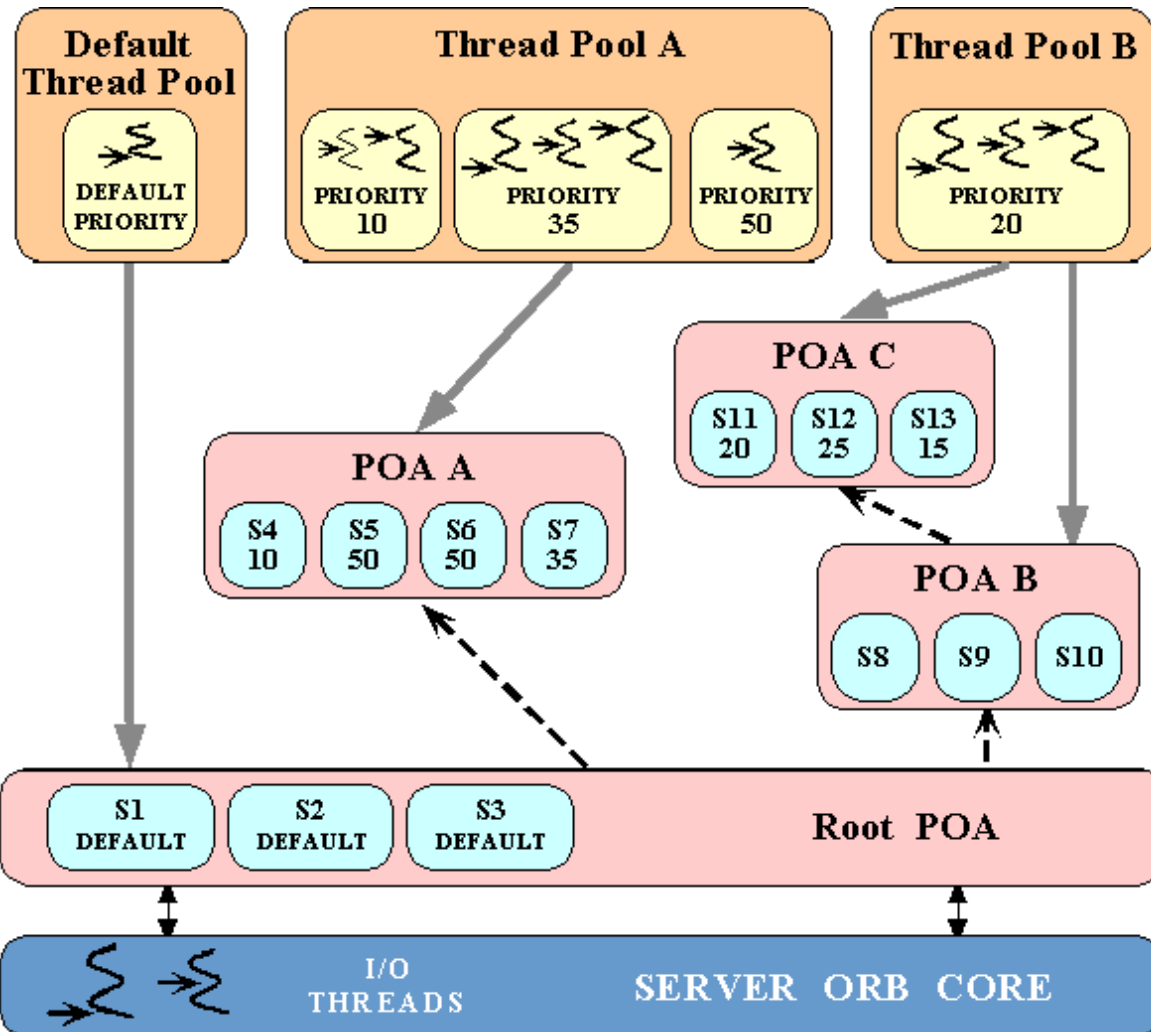 Default
Thread Pool
DEFAULT
PRIORITY
Thread Pool A
PRIORITY
10
PRIORITY
35
PRIORITY
50
Thread Pool B
PRIORITY
20
POA C
S11
20
S12
25
S13
15
POA A
S4
10
S5
50
S6
50
S7
35
POA B
S8
S9
S10
S1
DEFAULT
S2
DEFAULT
S3
DEFAULT
Root POA
I/O
THREADS
SERVER ORB CORE